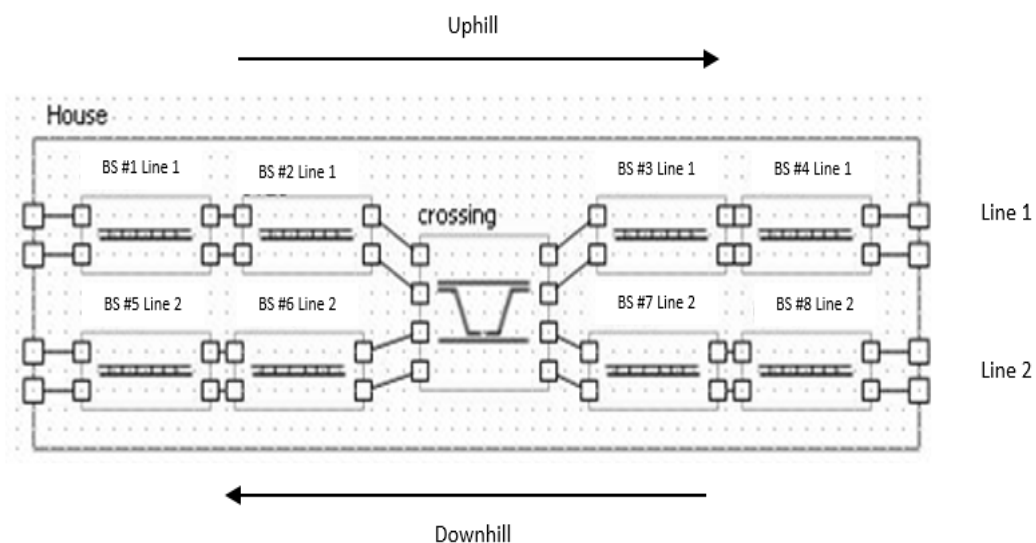 Uphill
House
BS #1 Line 1
BS #2 Line 1
BS #3 Line 1
BS #4 Line 1
crossing
Line 1
BS #5 Line 2
BS #6 Line 2
BS #7 Line 2
BS #8 Line 2
Line 2
Downhill